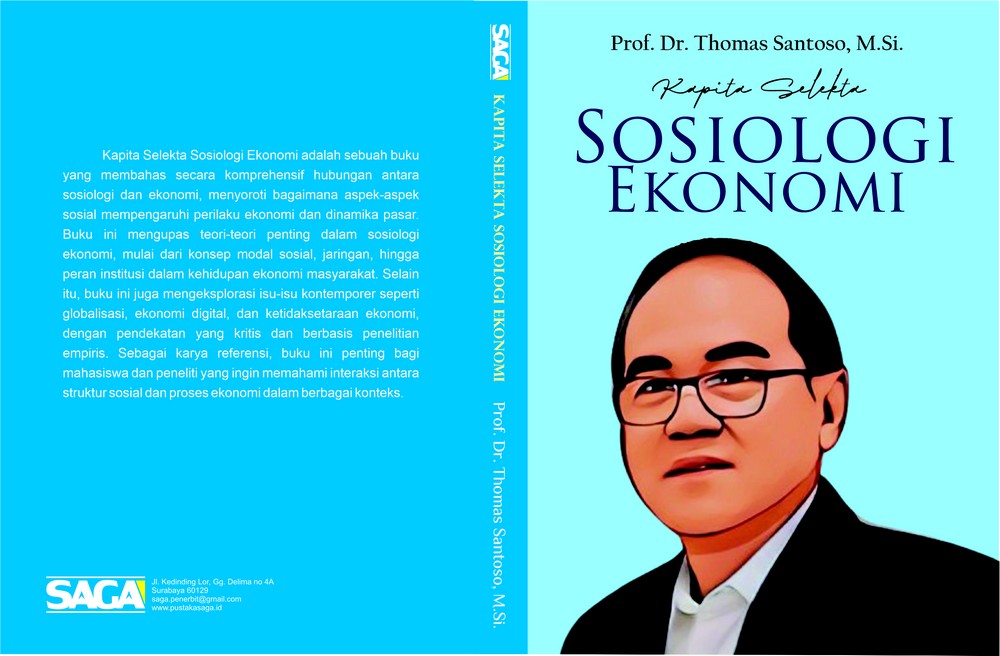 Kapita Selekta Sosiologi Ekonomi adalah sebuah buku
yang membahas secara komprehensif hubungan antara
sosiologi dan ekonomi, menyoroti bagaimana aspek-aspek
sosial mempengaruhi perilaku ekonomi dan dinamika pasar.
Buku ini mengupas teori-teori penting dalam sosiologi
ekonomi, mulai dari konsep modal sosial, jaringan, hingga
peran institusi dalam kehidupan ekonomi masyarakat. Selain
itu, buku ini juga mengeksplorasi isu-isu kontemporer seperti
globalisasi, ekonomi digital, dan ketidaksetaraan ekonomi,
dengan pendekatan yang kritis dan berbasis penelitian
empiris. Sebagai karya referensi, buku ini penting bagi
mahasiswa dan peneliti yang ingin memahami interaksi antara
struktur sosial dan proses ekonomi dalam berbagai konteks.
SAGA
Jl. Kedinding Lor, Gg. Delima no 4A
Surabaya 60129
saga.penerbit@gmail.com
www.pustakasaga.id
SAGA
KAPITA SELEKTA SOSIOLOGI EKONOMI
Prof. Dr. Thomas Santoso, M.Si.
Prof. Dr. Thomas Santoso, M.Si.
Kapita Selekta
SOSIOLOGI
EKONOMI